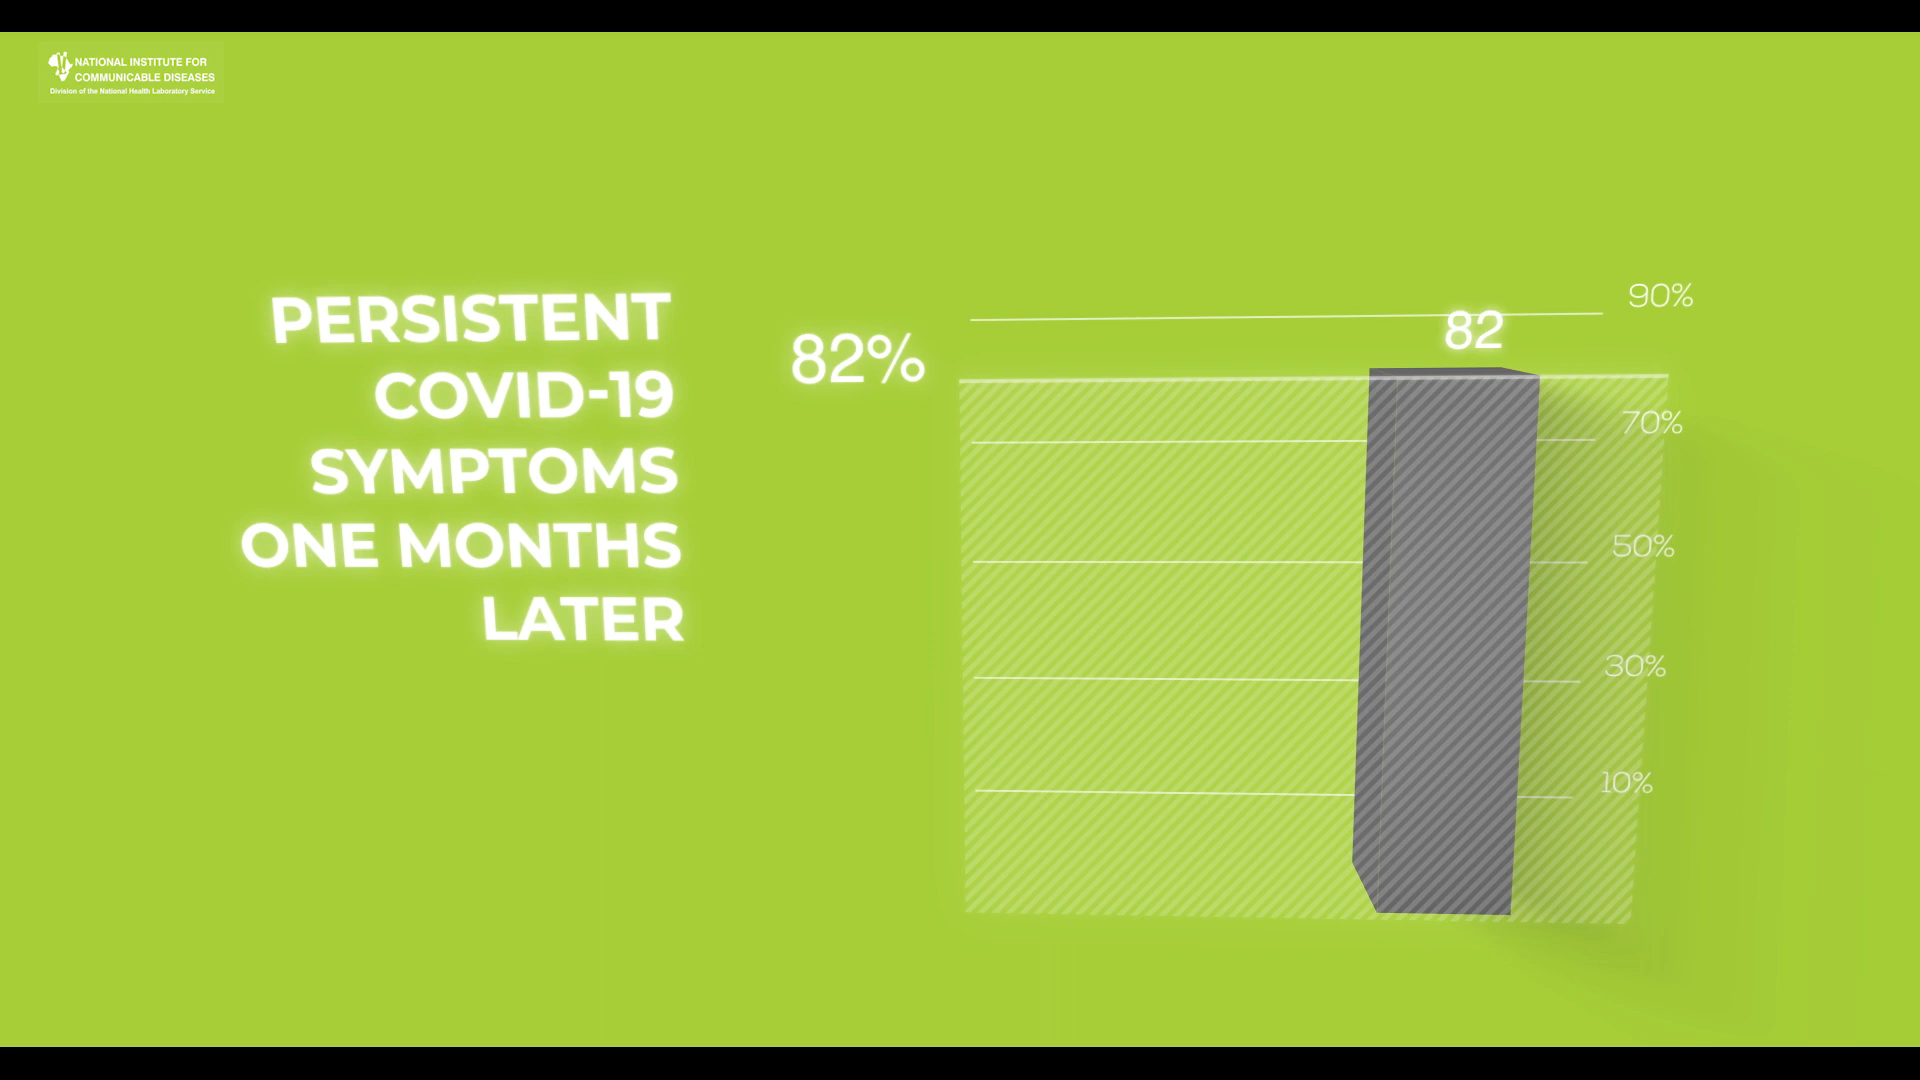 NATIONAL INSTITUTE FOR
COMMUNICABLE DISEASES
Division of the National Health Laboratory Service
PERSISTENT
COVID-19
SYMPTOMS
ONE MONTHS
LATER
82%
90%
82
70%
50%
30%
10%